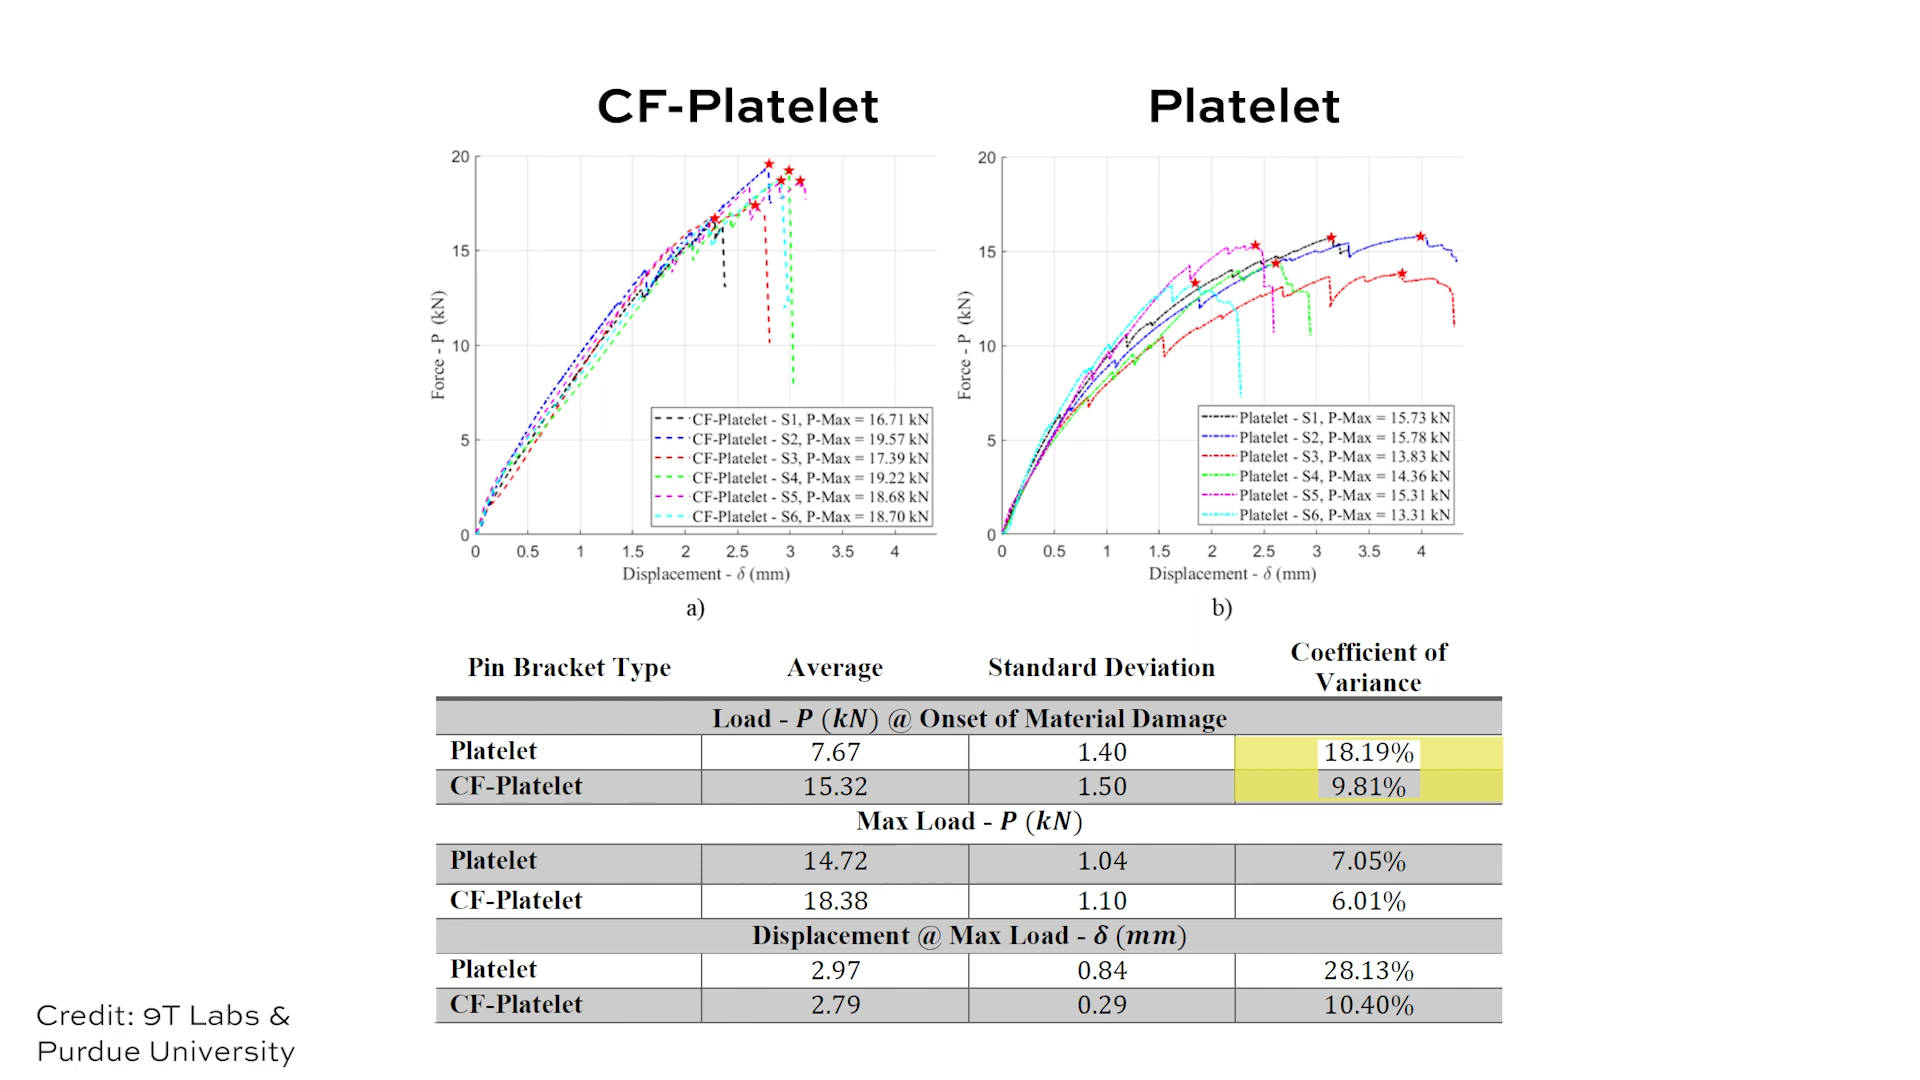 CF-Platelet
Platelet
20
15
10
5
0
Force - P (kN)
0 0.5 1 1.5 2 2.5 3 3.5 4
Displacement - δ (mm)
CF-Platelet - S1, P-Max = 16.71 kN
CF-Platelet - S2, P-Max = 19.57 kN
CF-Platelet - S3, P-Max = 17.39 kN
CF-Platelet - S4, P-Max = 19.22 kN
CF-Platelet - S5, P-Max = 18.68 kN
CF-Platelet - S6, P-Max = 18.70 kN
a)
20
15
10
5
0
Force - P (kN)
0 0.5 1 1.5 2 2.5 3 3.5 4
Displacement - δ (mm)
Platelet - S1, P-Max = 15.73 kN
Platelet - S2, P-Max = 15.78 kN
Platelet - S3, P-Max = 13.83 kN
Platelet - S4, P-Max = 14.36 kN
Platelet - S5, P-Max = 15.31 kN
Platelet - S6, P-Max = 13.31 kN
b)
Pin Bracket Type Average Standard Deviation Coefficient of
Variance
Load - P (kN) @ Onset of Material Damage
Platelet 7.67 1.40 18.19%
CF-Platelet 15.32 1.50 9.81%
Max Load - P (kN)
Platelet 14.72 1.04 7.05%
CF-Platelet 18.38 1.10 6.01%
Displacement @ Max Load - δ (mm)
Platelet 2.97 0.84 28.13%
CF-Platelet 2.79 0.29 10.40%
Credit: 9T Labs &
Purdue University